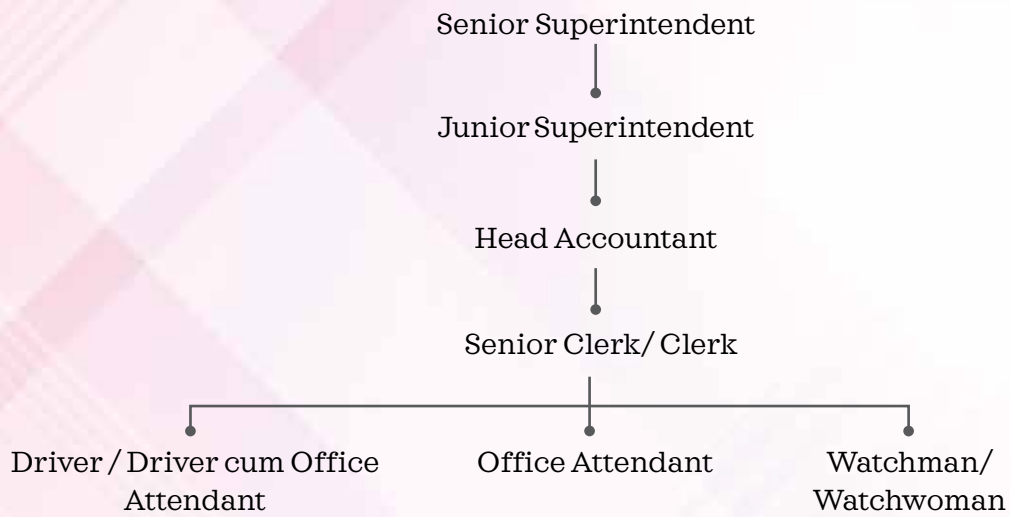 Senior Superintendent
Junior Superintendent
Head Accountant
Senior Clerk/ Clerk
Driver / Driver cum Office
Attendant
Office Attendant
Watchman/
Watchwoman